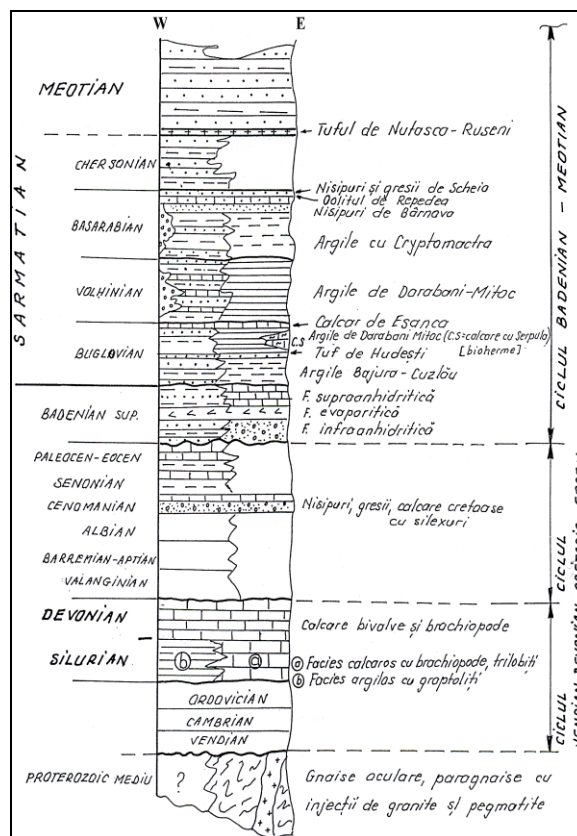 W E
MEOTIAN
Tuful de Nutasca-Ruseni
SARMATIAN
CHERSONIAN
Nisipuri și gresii de Scheia
Oolitul de Repedea
Nisipuri de Bârnova
BASARABIAN
Argile cu Cryptomactra
VOLHINIAN
Argile de Darabani-Mitoc
Calcar de Eșanca
C.S
Argile de Darabani Mitoc (C.S=calcare cu Serpula)
[bioherme]
BUGLOVIAN
Tuf de Hudești
Argile Bajura-Cuzlău
F. supraanhidritică
BADENIAN SUP.
F. evaporitică
F. infraanhidritică
CICLUL BADENIAN - MEOTIAN
PALEOCEN-EOCEN
SENONIAN
CENOMANIAN
Nisipuri, gresii, calcare cretoase
cu silexuri
ALBIAN
BARREMIAN-APTIAN
VALANGINIAN
CICLUL
DEVONIAN
Calcare bivalve și brachiopode
SILURIAN
b a
a Facies calcaros cu brachiopode, trilobiți
b Facies argilos cu graptoliți
ORDOVICIAN
CAMBRIAN
VENDIAN
CICLUL
PROTEROZOIC MEDIU
?
Gnaise oculare, paragnaise cu
injecții de granite și pegmatite